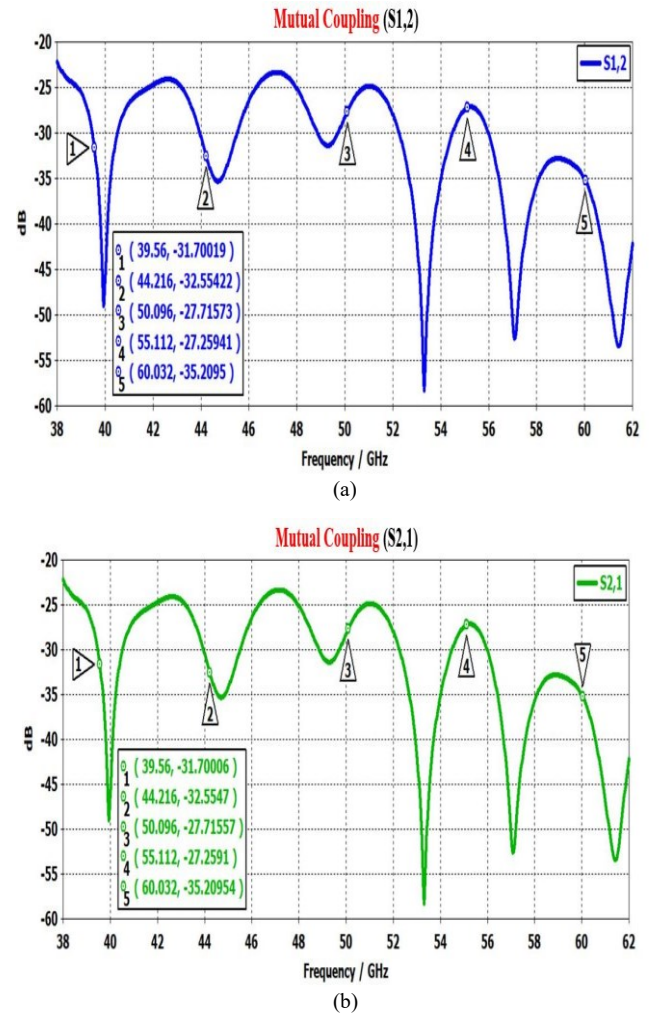 Mutual Coupling (S1,2)
-20
-25
-30
-35
-40
-45
-50
-55
-60
dB
S1,2
1
2
3
4
5
1 ( 39.56, -31.70019 )
2 ( 44.216, -32.55422 )
3 ( 50.096, -27.71573 )
4 ( 55.112, -27.25941 )
5 ( 60.032, -35.2095 )
38 40 42 44 46 48 50 52 54 56 58 60 62
Frequency / GHz
(a)
Mutual Coupling (S2,1)
-20
-25
-30
-35
-40
-45
-50
-55
-60
dB
S2,1
1
2
3
4
5
1 ( 39.56, -31.70006 )
2 ( 44.216, -32.5547 )
3 ( 50.096, -27.71557 )
4 ( 55.112, -27.2591 )
5 ( 60.032, -35.20954 )
38 40 42 44 46 48 50 52 54 56 58 60 62
Frequency / GHz
(b)